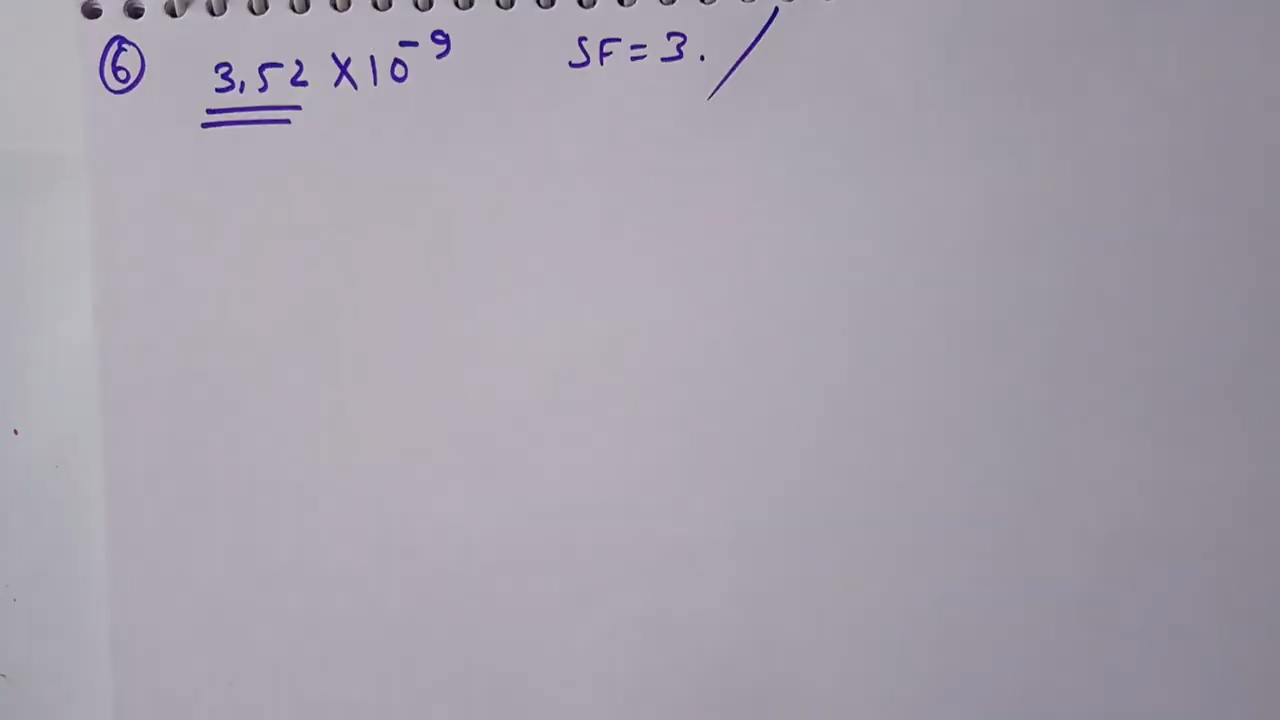 ⑥ 3.52 ×10⁻⁹ SF = 3.